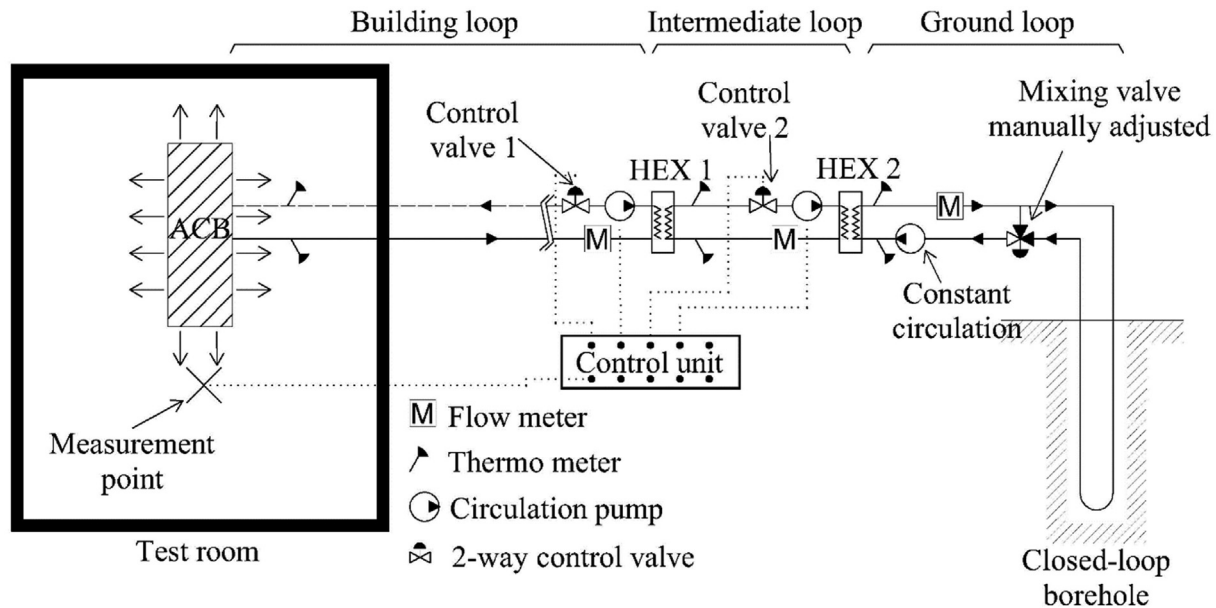 Building loop
Intermediate loop
Ground loop
Control
valve 1
Control
valve 2
Mixing valve
manually adjusted
HEX 1
HEX 2
ACB
M
M
M
Constant
circulation
Control unit
Measurement
point
M Flow meter
Thermo meter
Circulation pump
2-way control valve
Test room
Closed-loop
borehole